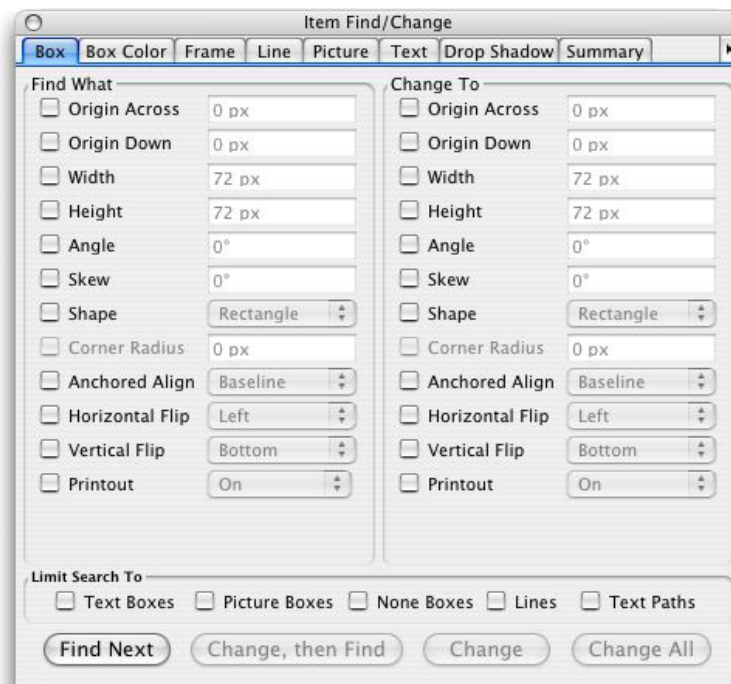 Item Find/Change
Box Box Color Frame Line Picture Text Drop Shadow Summary
Find What
Origin Across 0 px
Origin Down 0 px
Width 72 px
Height 72 px
Angle 0°
Skew 0°
Shape Rectangle
Corner Radius 0 px
Anchored Align Baseline
Horizontal Flip Left
Vertical Flip Bottom
Printout On
Change To
Origin Across 0 px
Origin Down 0 px
Width 72 px
Height 72 px
Angle 0°
Skew 0°
Shape Rectangle
Corner Radius 0 px
Anchored Align Baseline
Horizontal Flip Left
Vertical Flip Bottom
Printout On
Limit Search To
Text Boxes Picture Boxes None Boxes Lines Text Paths
Find Next Change, then Find Change Change All